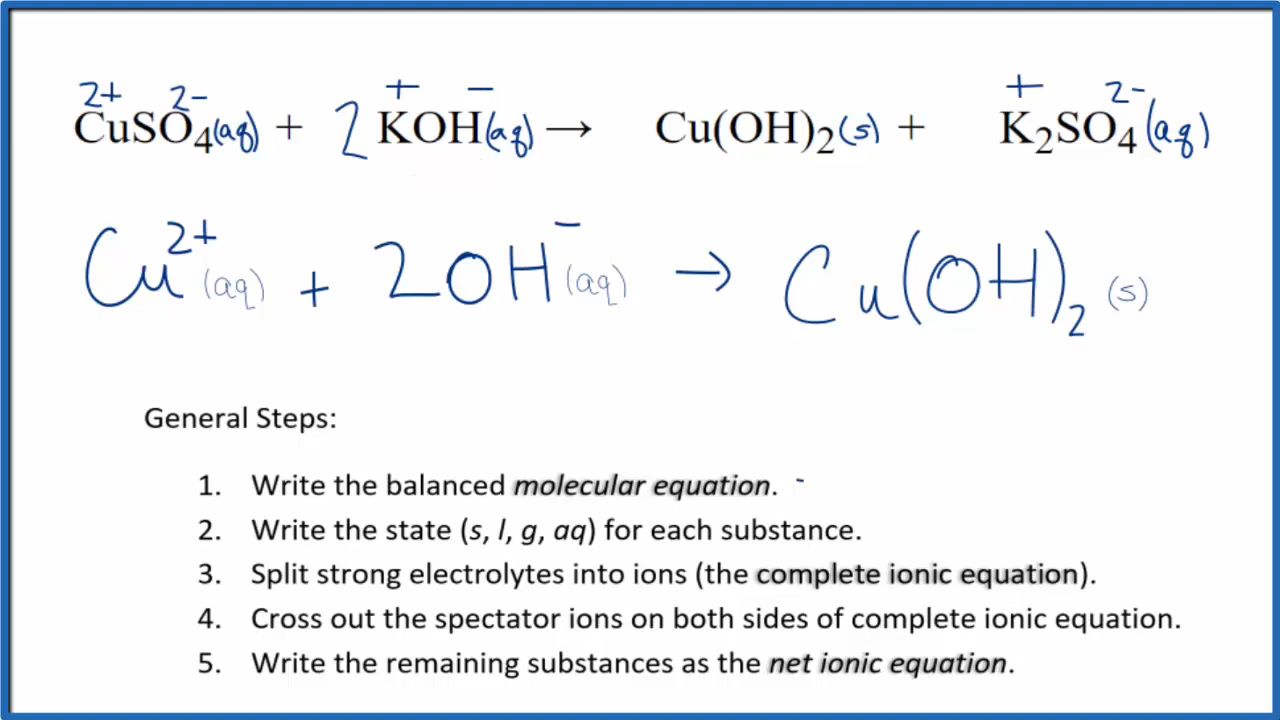 CuSO₄(aq) + 2 KOH(aq) → Cu(OH)₂(s) + K₂SO₄(aq)
2+ 2- + - + 2-
Cu²⁺(aq) + 2OH⁻(aq) → Cu(OH)₂(s)
General Steps:
1. Write the balanced molecular equation.
2. Write the state (s, l, g, aq) for each substance.
3. Split strong electrolytes into ions (the complete ionic equation).
4. Cross out the spectator ions on both sides of complete ionic equation.
5. Write the remaining substances as the net ionic equation.